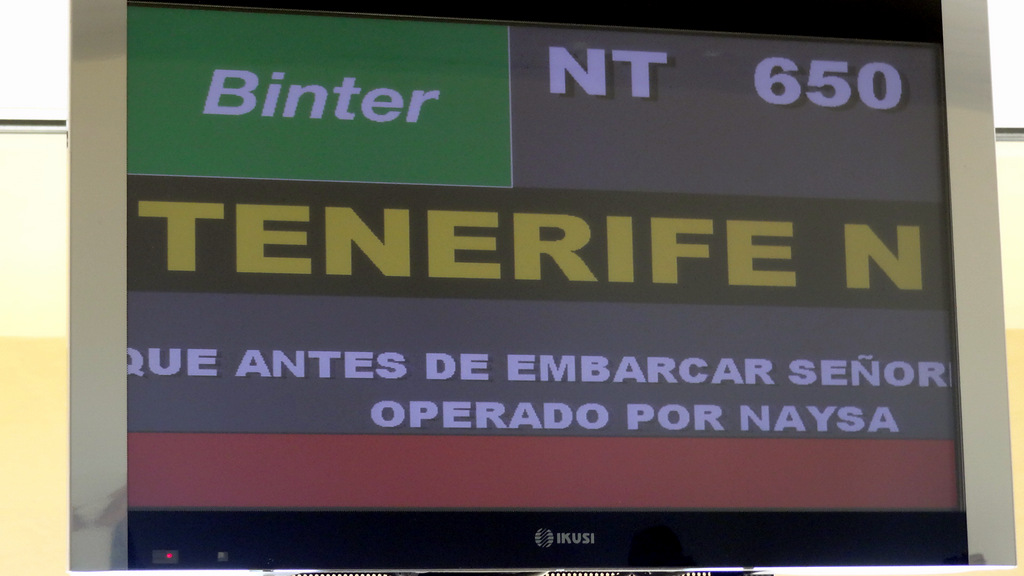 Binter
NT 650
TENERIFE N
QUE ANTES DE EMBARCAR SEÑOR
OPERADO POR NAYSA
IKUSI